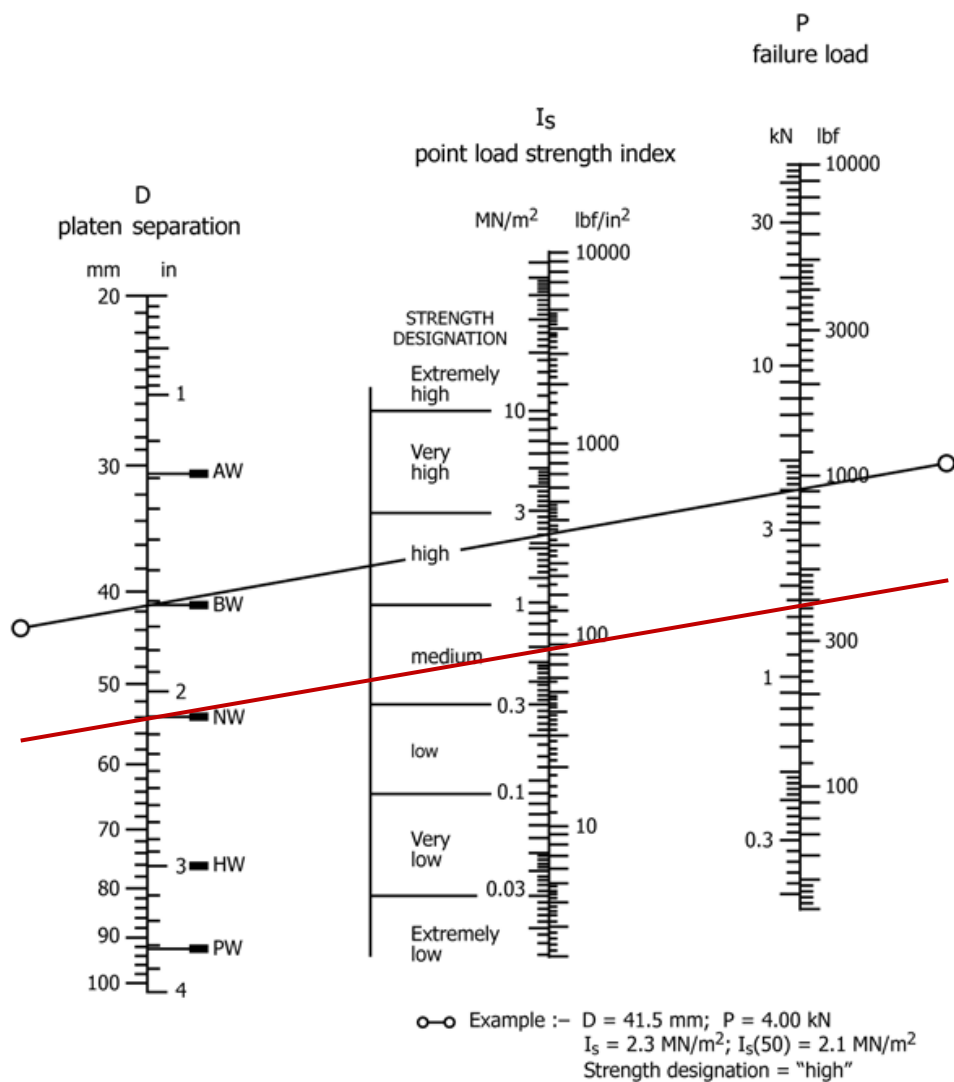 P
failure load
kN lbf
10000
30
3000
10
1000
3
300
1
100
0.3
I_S
point load strength index
MN/m² lbf/in²
10000
10
1000
3
1
100
0.3
0.1
10
0.03
D
platen separation
mm in
20
1
30
AW
40
BW
50
2
NW
60
70
3 HW
80
90
PW
100
4
STRENGTH
DESIGNATION
Extremely
high
Very
high
high
medium
low
Very
low
Extremely
low
Example :– D = 41.5 mm; P = 4.00 kN
I_S = 2.3 MN/m²; I_S(50) = 2.1 MN/m²
Strength designation = “high”